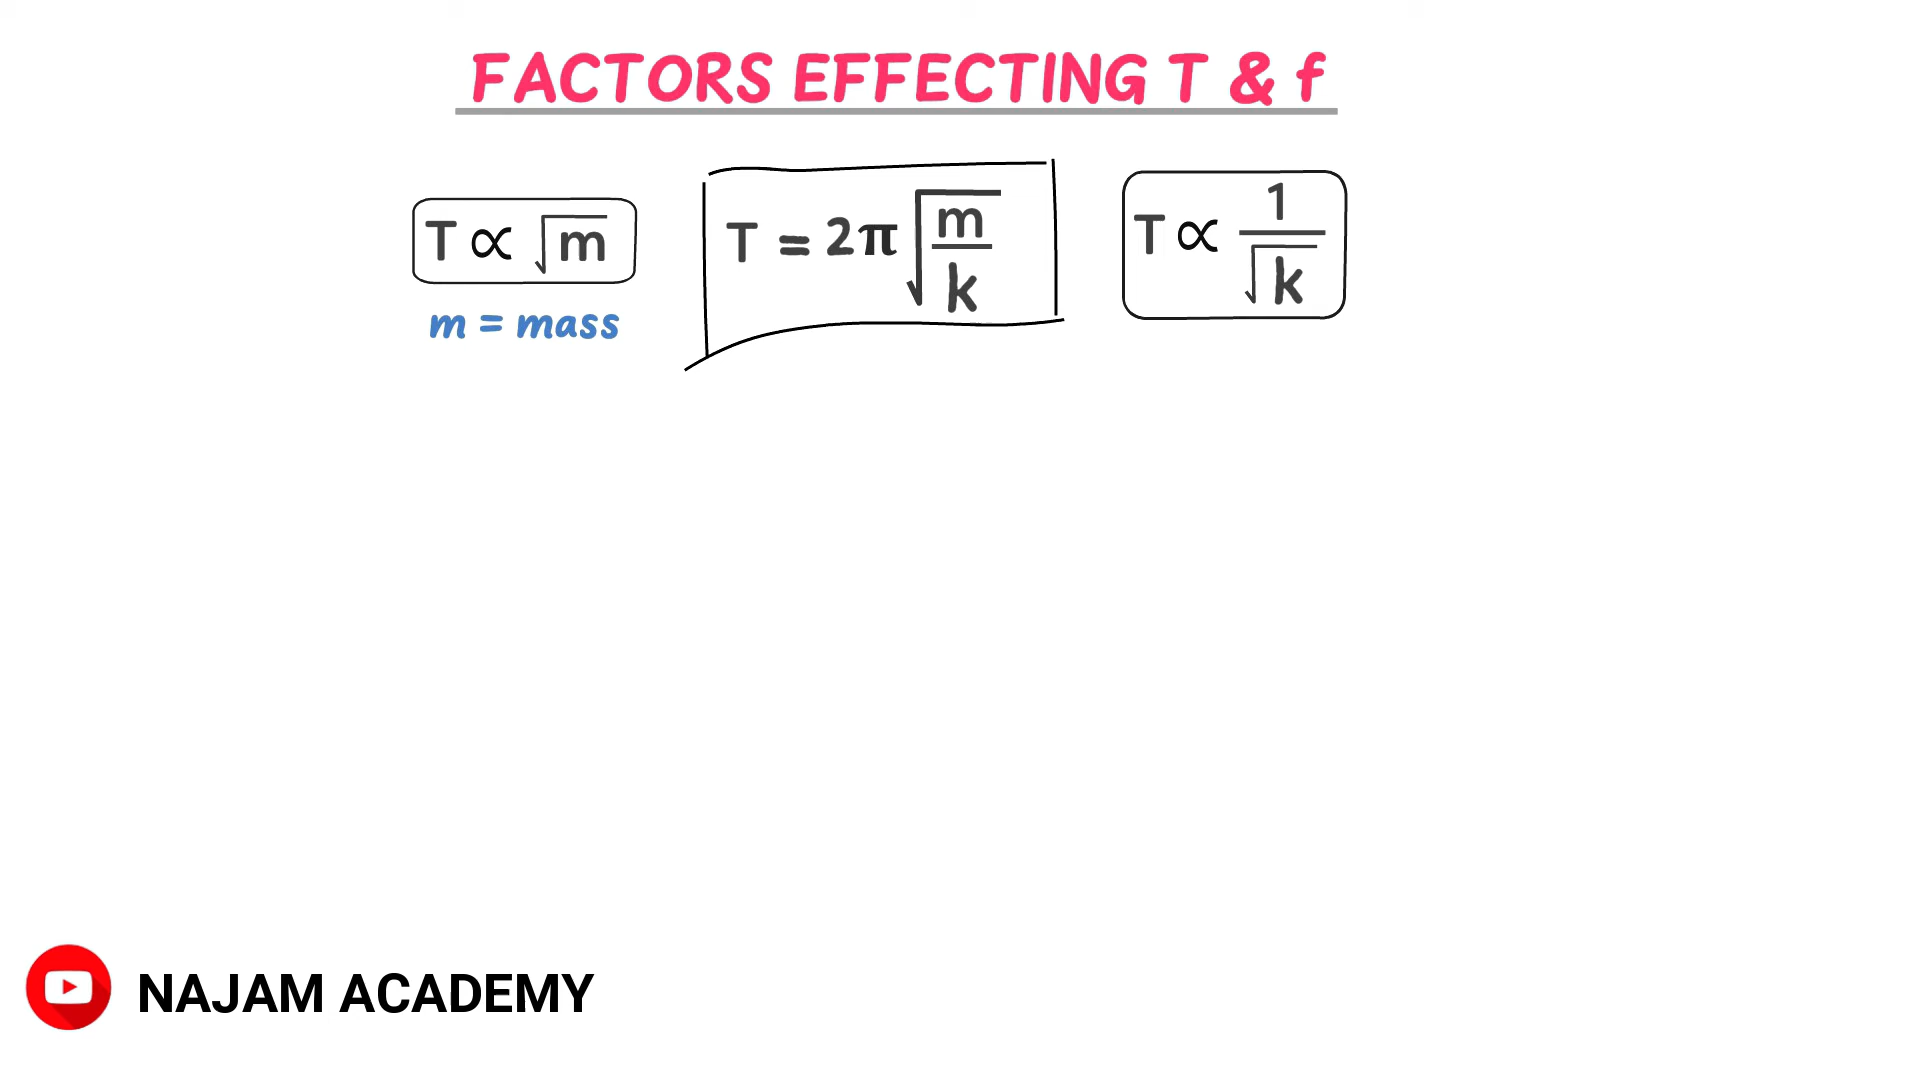 FACTORS EFFECTING T & f
T ∝ √m
m = mass
T = 2π √(m/k)
T ∝ 1/√k
NAJAM ACADEMY